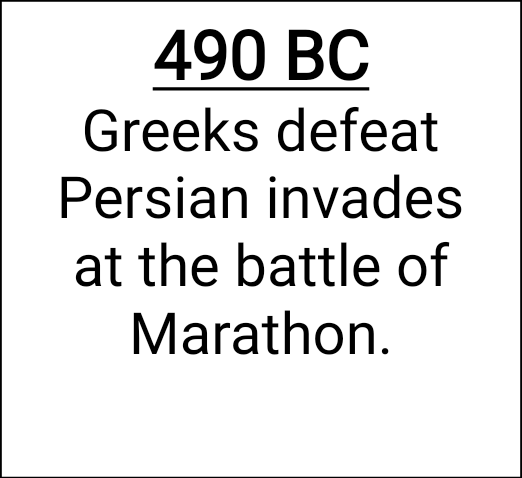 490 BC
Greeks defeat
Persian invades
at the battle of
Marathon.